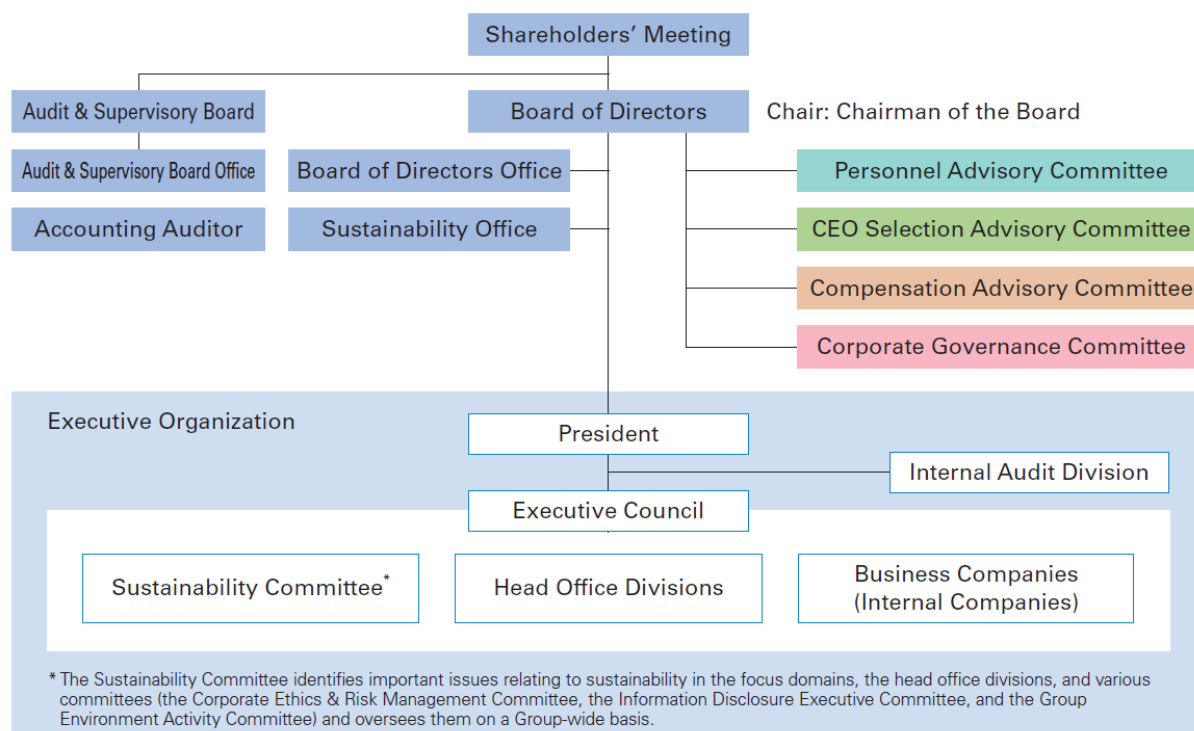 Shareholders' Meeting
Audit & Supervisory Board
Board of Directors
Chair: Chairman of the Board
Audit & Supervisory Board Office
Board of Directors Office
Personnel Advisory Committee
Accounting Auditor
Sustainability Office
CEO Selection Advisory Committee
Compensation Advisory Committee
Corporate Governance Committee
Executive Organization
President
Internal Audit Division
Executive Council
Sustainability Committee*
Head Office Divisions
Business Companies
(Internal Companies)
* The Sustainability Committee identifies important issues relating to sustainability in the focus domains, the head office divisions, and various
committees (the Corporate Ethics & Risk Management Committee, the Information Disclosure Executive Committee, and the Group
Environment Activity Committee) and oversees them on a Group-wide basis.